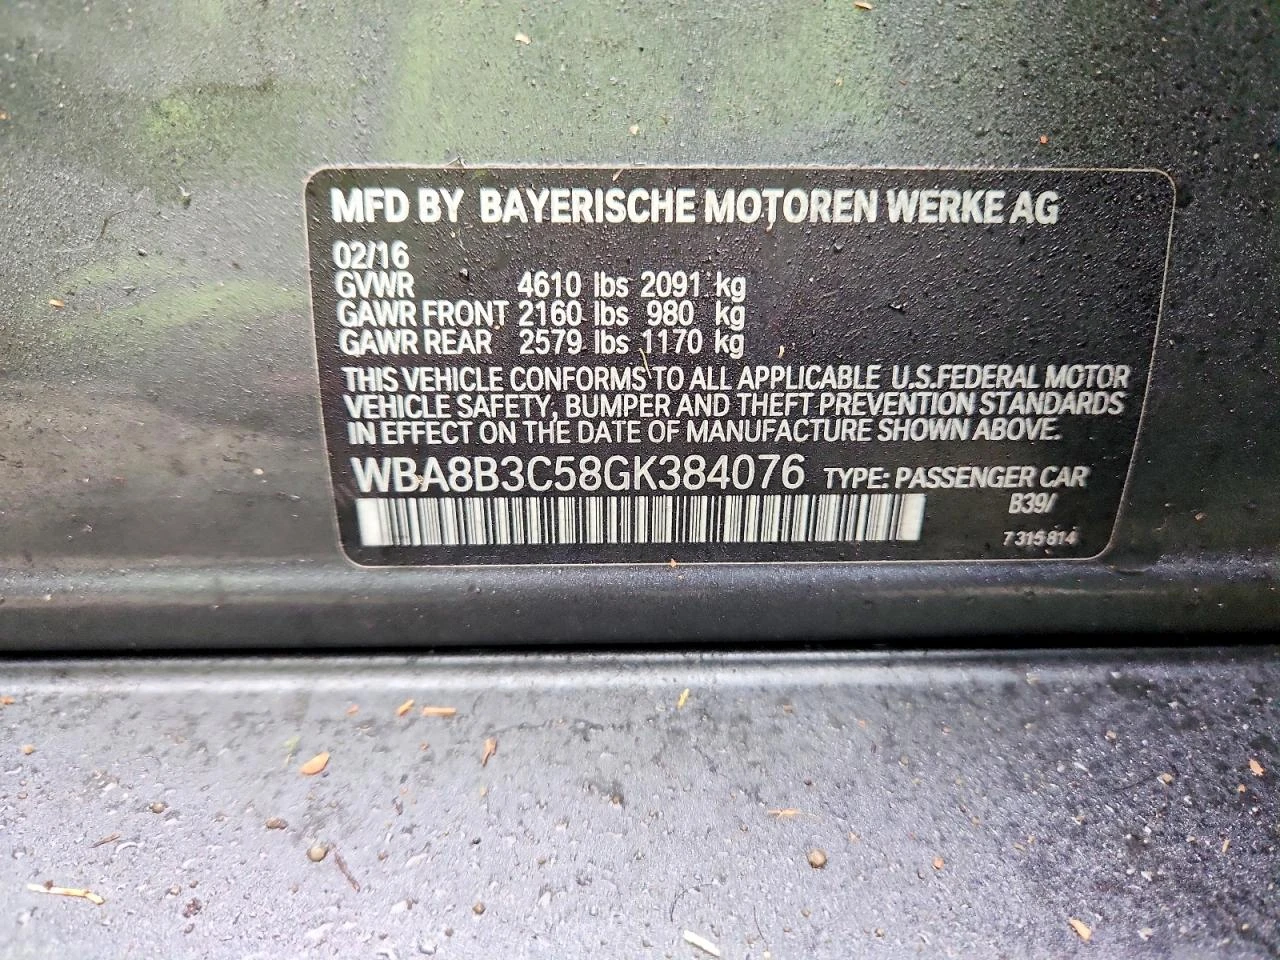 MFD BY BAYERISCHE MOTOREN WERKE AG
02/16
GVWR 4610 lbs 2091 kg
GAWR FRONT 2160 lbs 980 kg
GAWR REAR 2579 lbs 1170 kg
THIS VEHICLE CONFORMS TO ALL APPLICABLE U.S.FEDERAL MOTOR
VEHICLE SAFETY, BUMPER AND THEFT PREVENTION STANDARDS
IN EFFECT ON THE DATE OF MANUFACTURE SHOWN ABOVE.
WBA8B3C58GK384076 TYPE: PASSENGER CAR
B39/
7 315 814